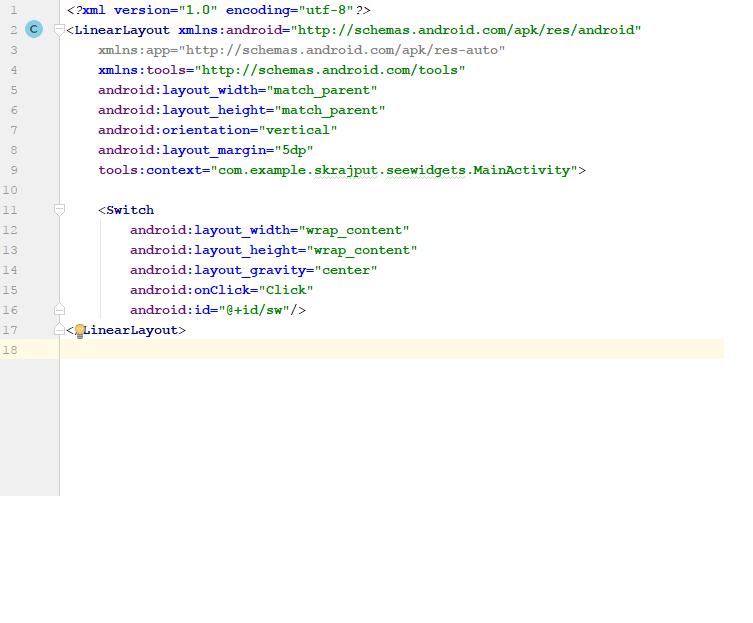 1 <?xml version="1.0" encoding="utf-8"?>
2 C <LinearLayout xmlns:android="http://schemas.android.com/apk/res/android"
3 xmlns:app="http://schemas.android.com/apk/res-auto"
4 xmlns:tools="http://schemas.android.com/tools"
5 android:layout_width="match_parent"
6 android:layout_height="match_parent"
7 android:orientation="vertical"
8 android:layout_margin="5dp"
9 tools:context="com.example.skrajput.seewidgets.MainActivity">
10
11 <Switch
12 android:layout_width="wrap_content"
13 android:layout_height="wrap_content"
14 android:layout_gravity="center"
15 android:onClick="Click"
16 android:id="@+id/sw"/>
17 </LinearLayout>
18